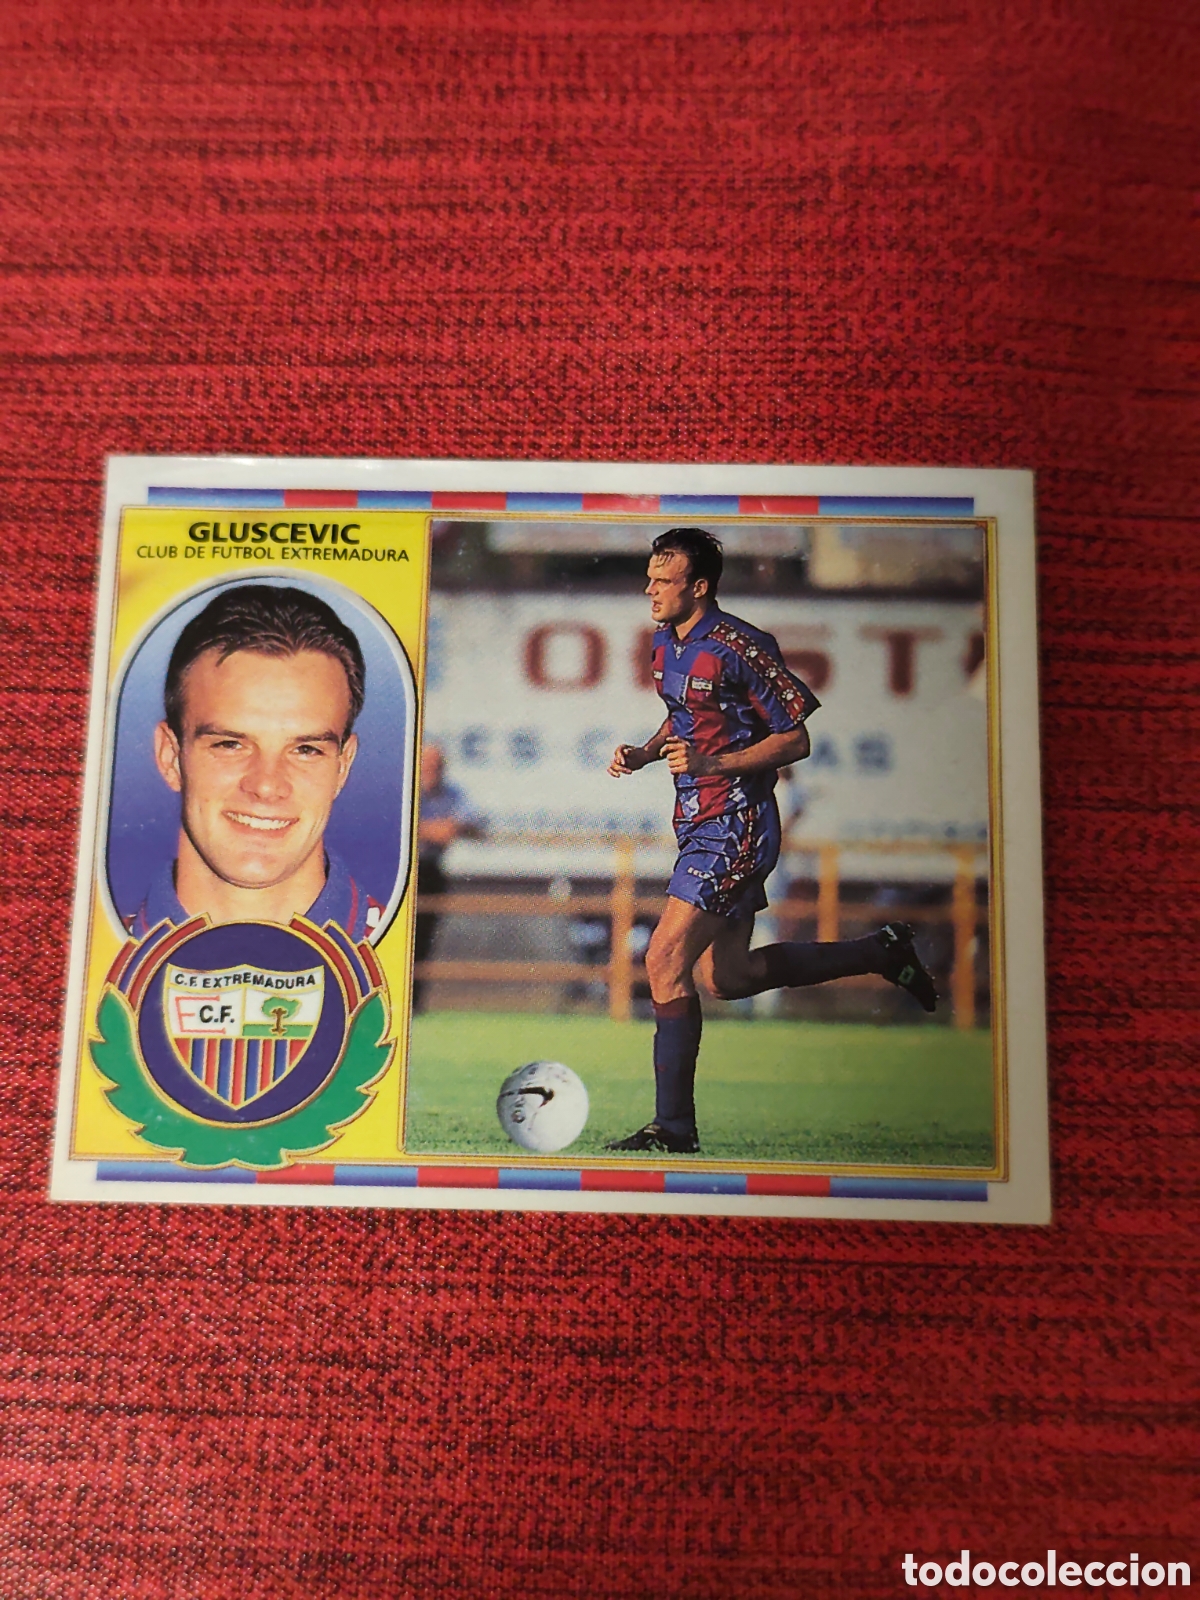 GLUSCEVIC
CLUB DE FUTBOL EXTREMADURA
C.F. EXTREMADURA
E C.F.
todocoleccion